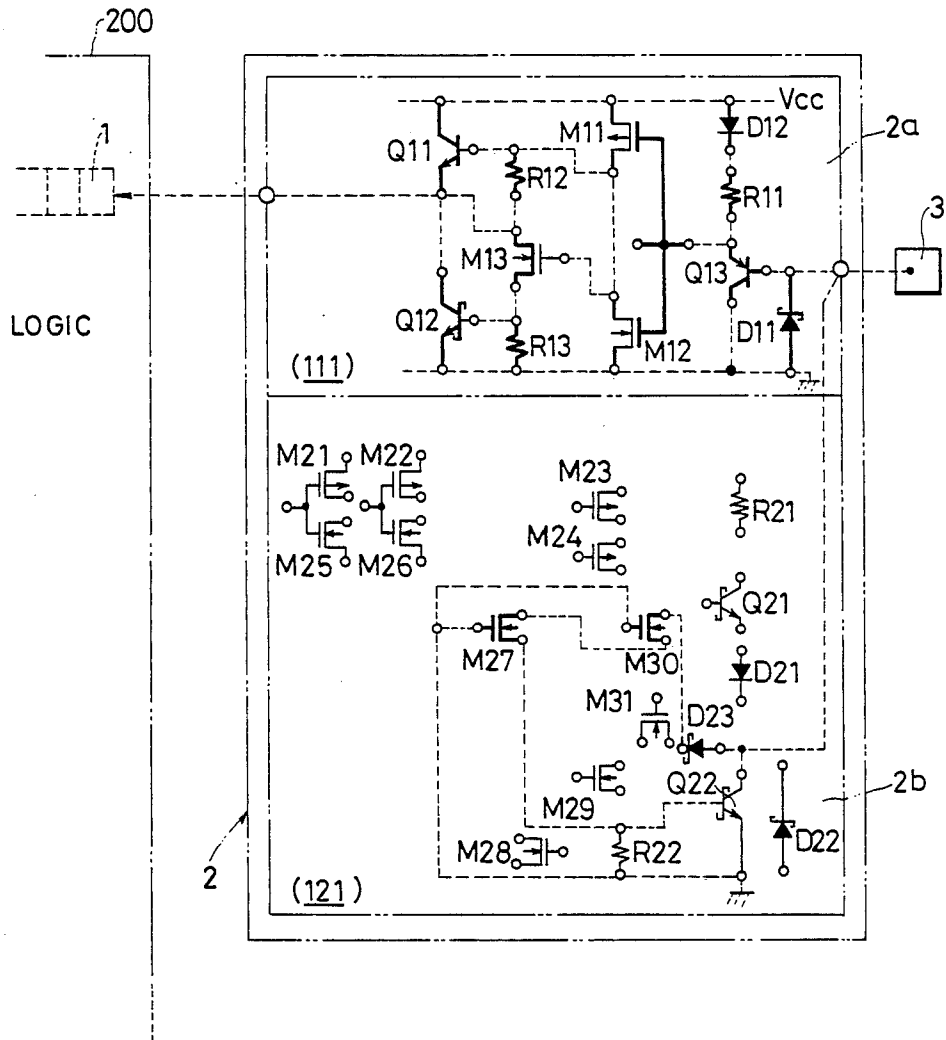 200
1
Vcc
M11
D12
2a
Q11
R12
R11
3
M13
Q13
LOGIC
Q12
R13
M12
D11
(111)
M21
M22
M23
R21
M24
M25
M26
Q21
M27
M30
D21
M31
D23
Q22
2b
M29
D22
M28
R22
2
(121)